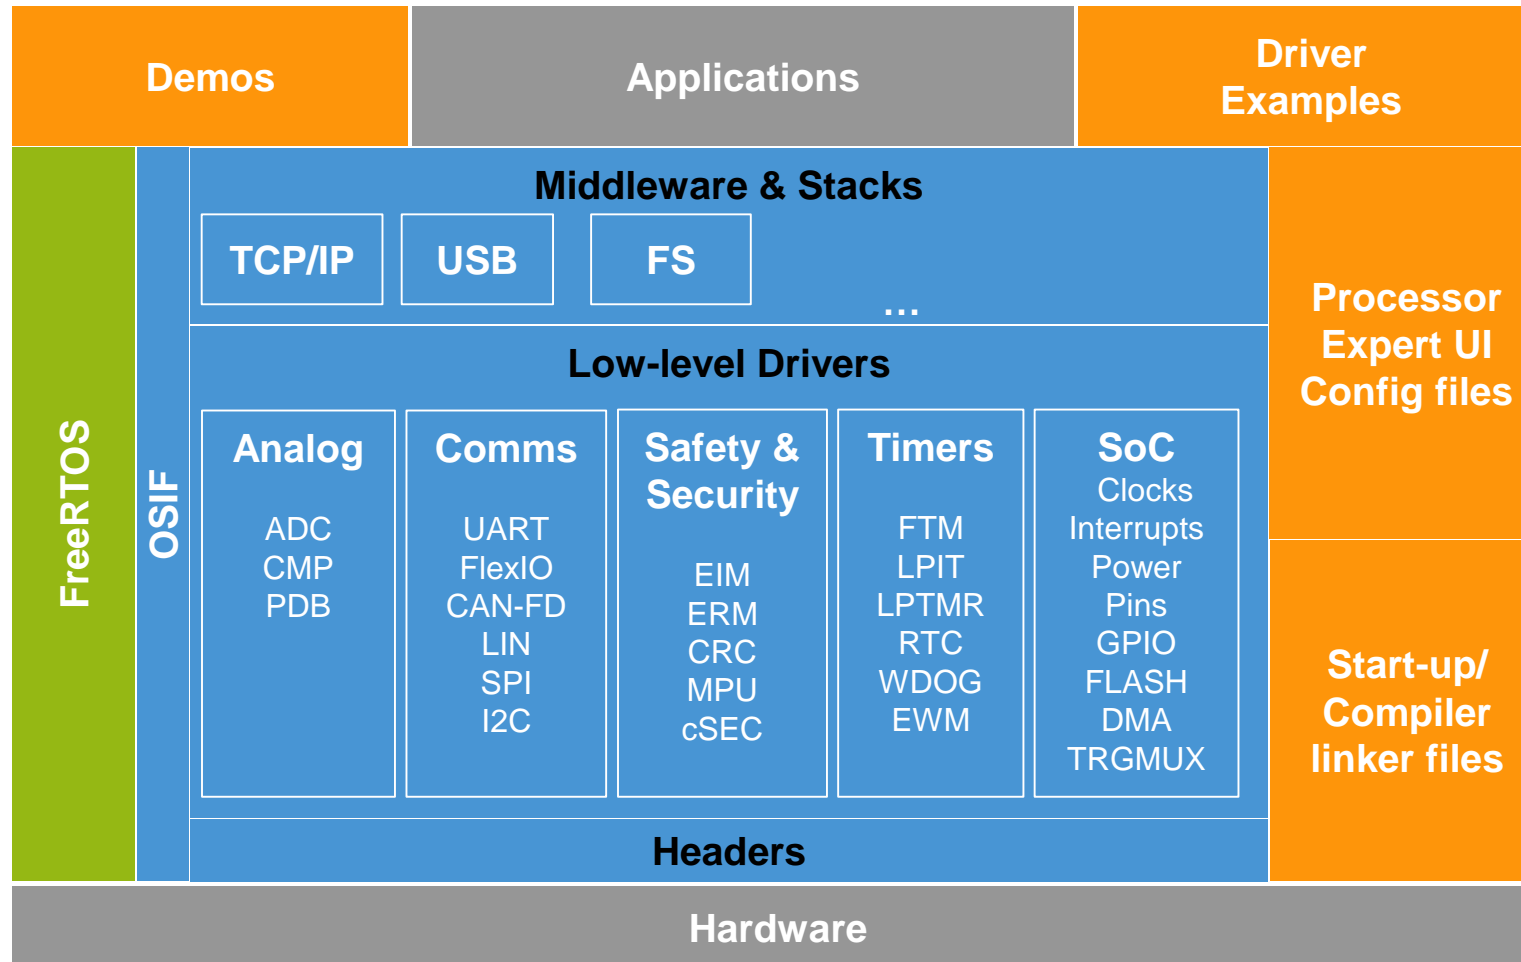 Demos
Applications
Driver
Examples
FreeRTOS
OSIF
Middleware & Stacks
TCP/IP
USB
FS
...
Low-level Drivers
Analog
ADC
CMP
PDB
Comms
UART
FlexIO
CAN-FD
LIN
SPI
I2C
Safety &
Security
EIM
ERM
CRC
MPU
cSEC
Timers
FTM
LPIT
LPTMR
RTC
WDOG
EWM
SoC
Clocks
Interrupts
Power
Pins
GPIO
FLASH
DMA
TRGMUX
Headers
Processor
Expert UI
Config files
Start-up/
Compiler
linker files
Hardware